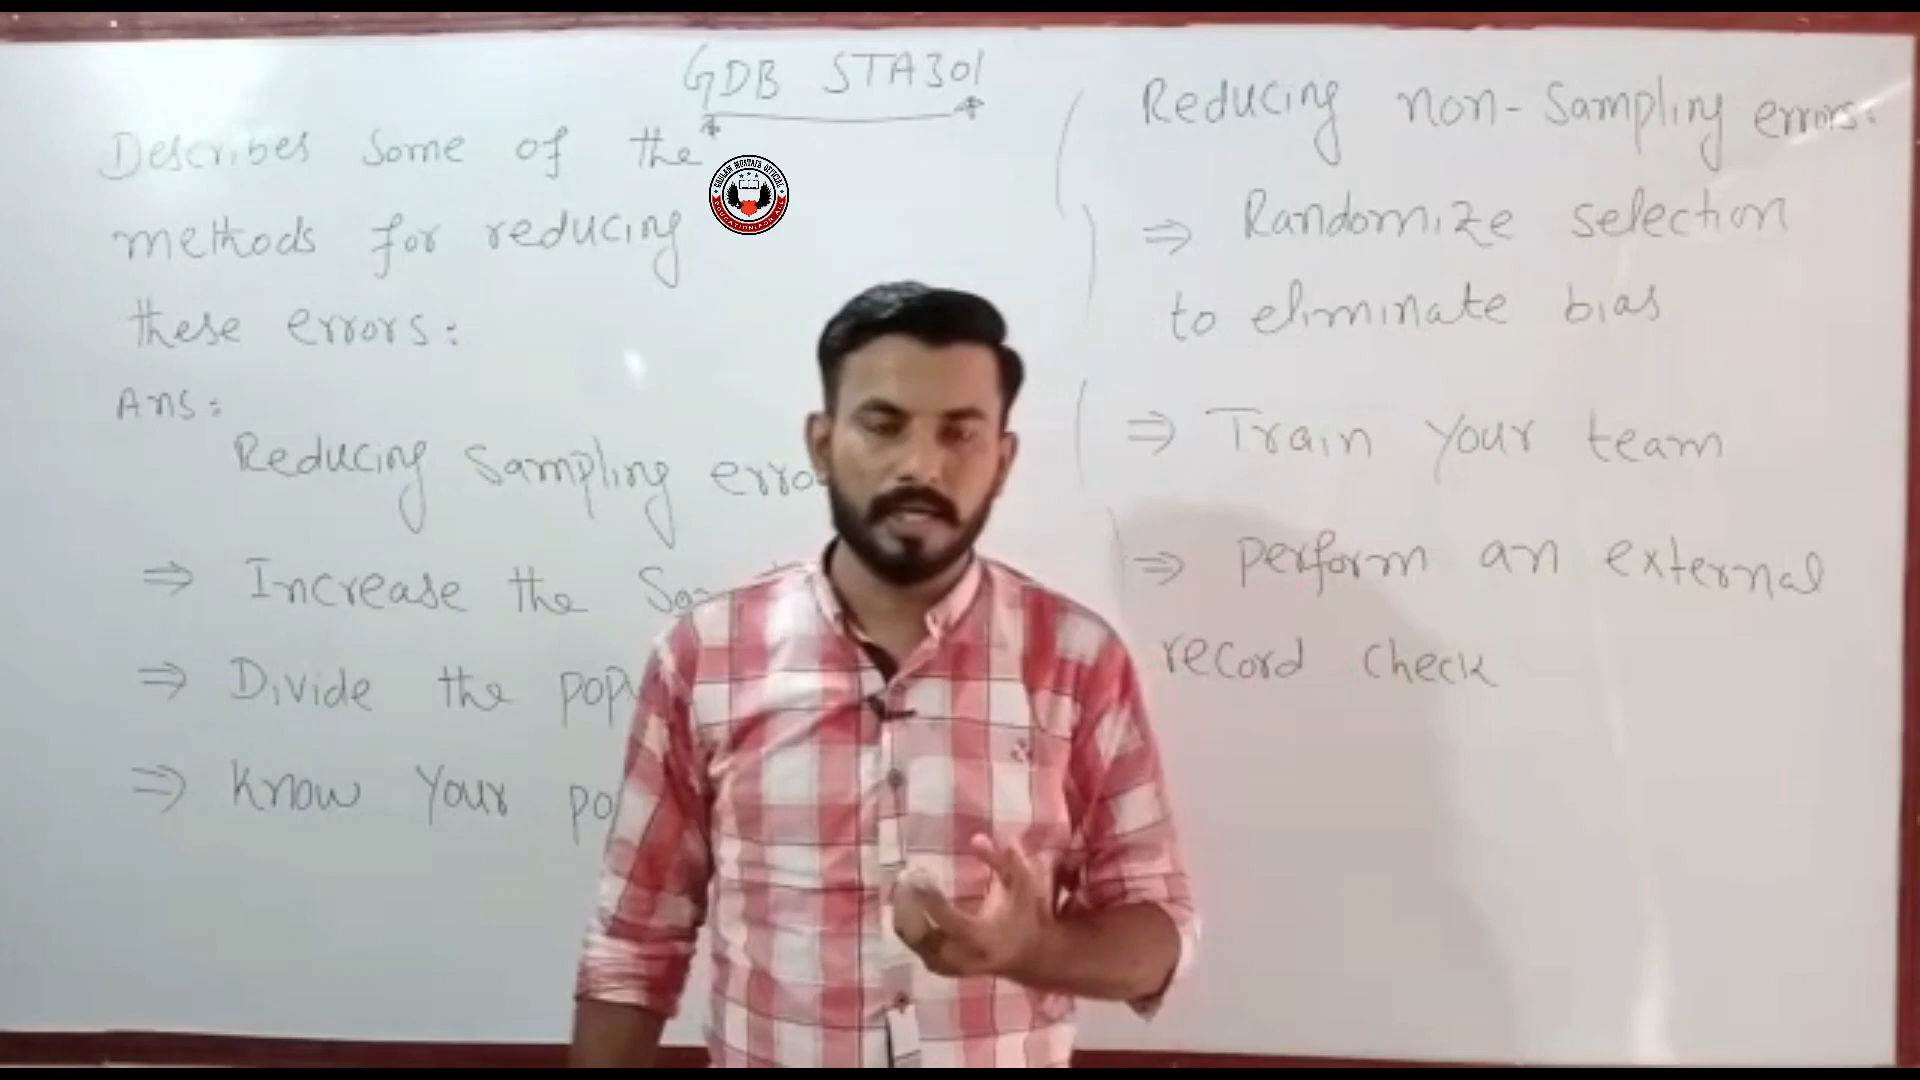 GDB STA301
Describes some of the
methods for reducing
these errors:
Ans:
Reducing Sampling
⇒ Increase the
⇒ Divide the
⇒ Know Your
Reducing non-Sampling errors:
⇒ Randomize selection
to eliminate bias
⇒ Train your team
⇒ Perform an external
record check